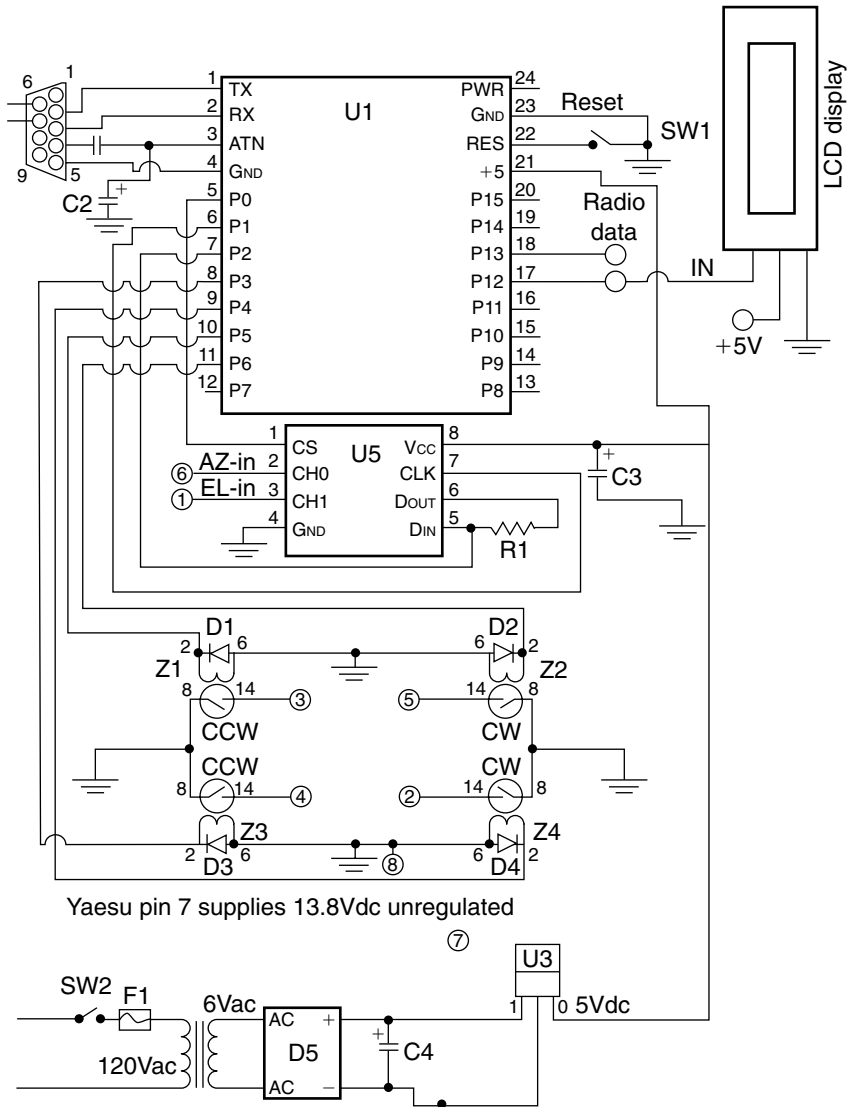 6 1
9 5
C2 +
U1
1 TX
2 RX
3 ATN
4 GND
5 P0
6 P1
7 P2
8 P3
9 P4
10 P5
11 P6
12 P7
PWR 24
GND 23
RES 22
+5 21
P15 20
P14 19
P13 18
P12 17
P11 16
P10 15
P9 14
P8 13
Reset
SW1
Radio
data
IN
+5V
LCD display
U5
1 CS
⑥ AZ-in 2 CH0
① EL-in 3 CH1
4 GND
VCC 8
CLK 7
DOUT 6
DIN 5
R1
+
C3
D1 D2
2 6 6 2
Z1 Z2
8 14 ③ ⑤ 14 8
CCW CW
CCW CW
8 14 ④ ② 14 8
Z3 Z4
2 6 ⑧ 6 2
D3 D4
Yaesu pin 7 supplies 13.8Vdc unregulated
⑦
U3
1 0 5Vdc
SW2 F1 6Vac
120Vac
AC +
D5
AC −
+
C4